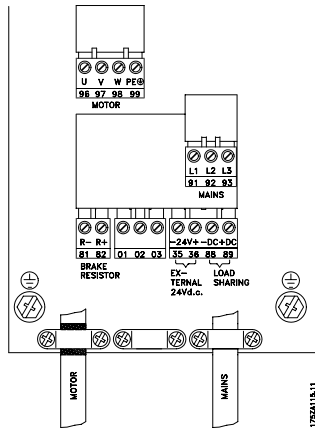 U V W PE
96 97 98 99
MOTOR
L1 L2 L3
91 92 93
MAINS
R- R+
81 82
01 02 03
-24V+ -DC+DC
35 36 88 89
BRAKE
RESISTOR
EX-
TERNAL
24Vd.c.
LOAD
SHARING
MOTOR
MAINS
175ZA115.11